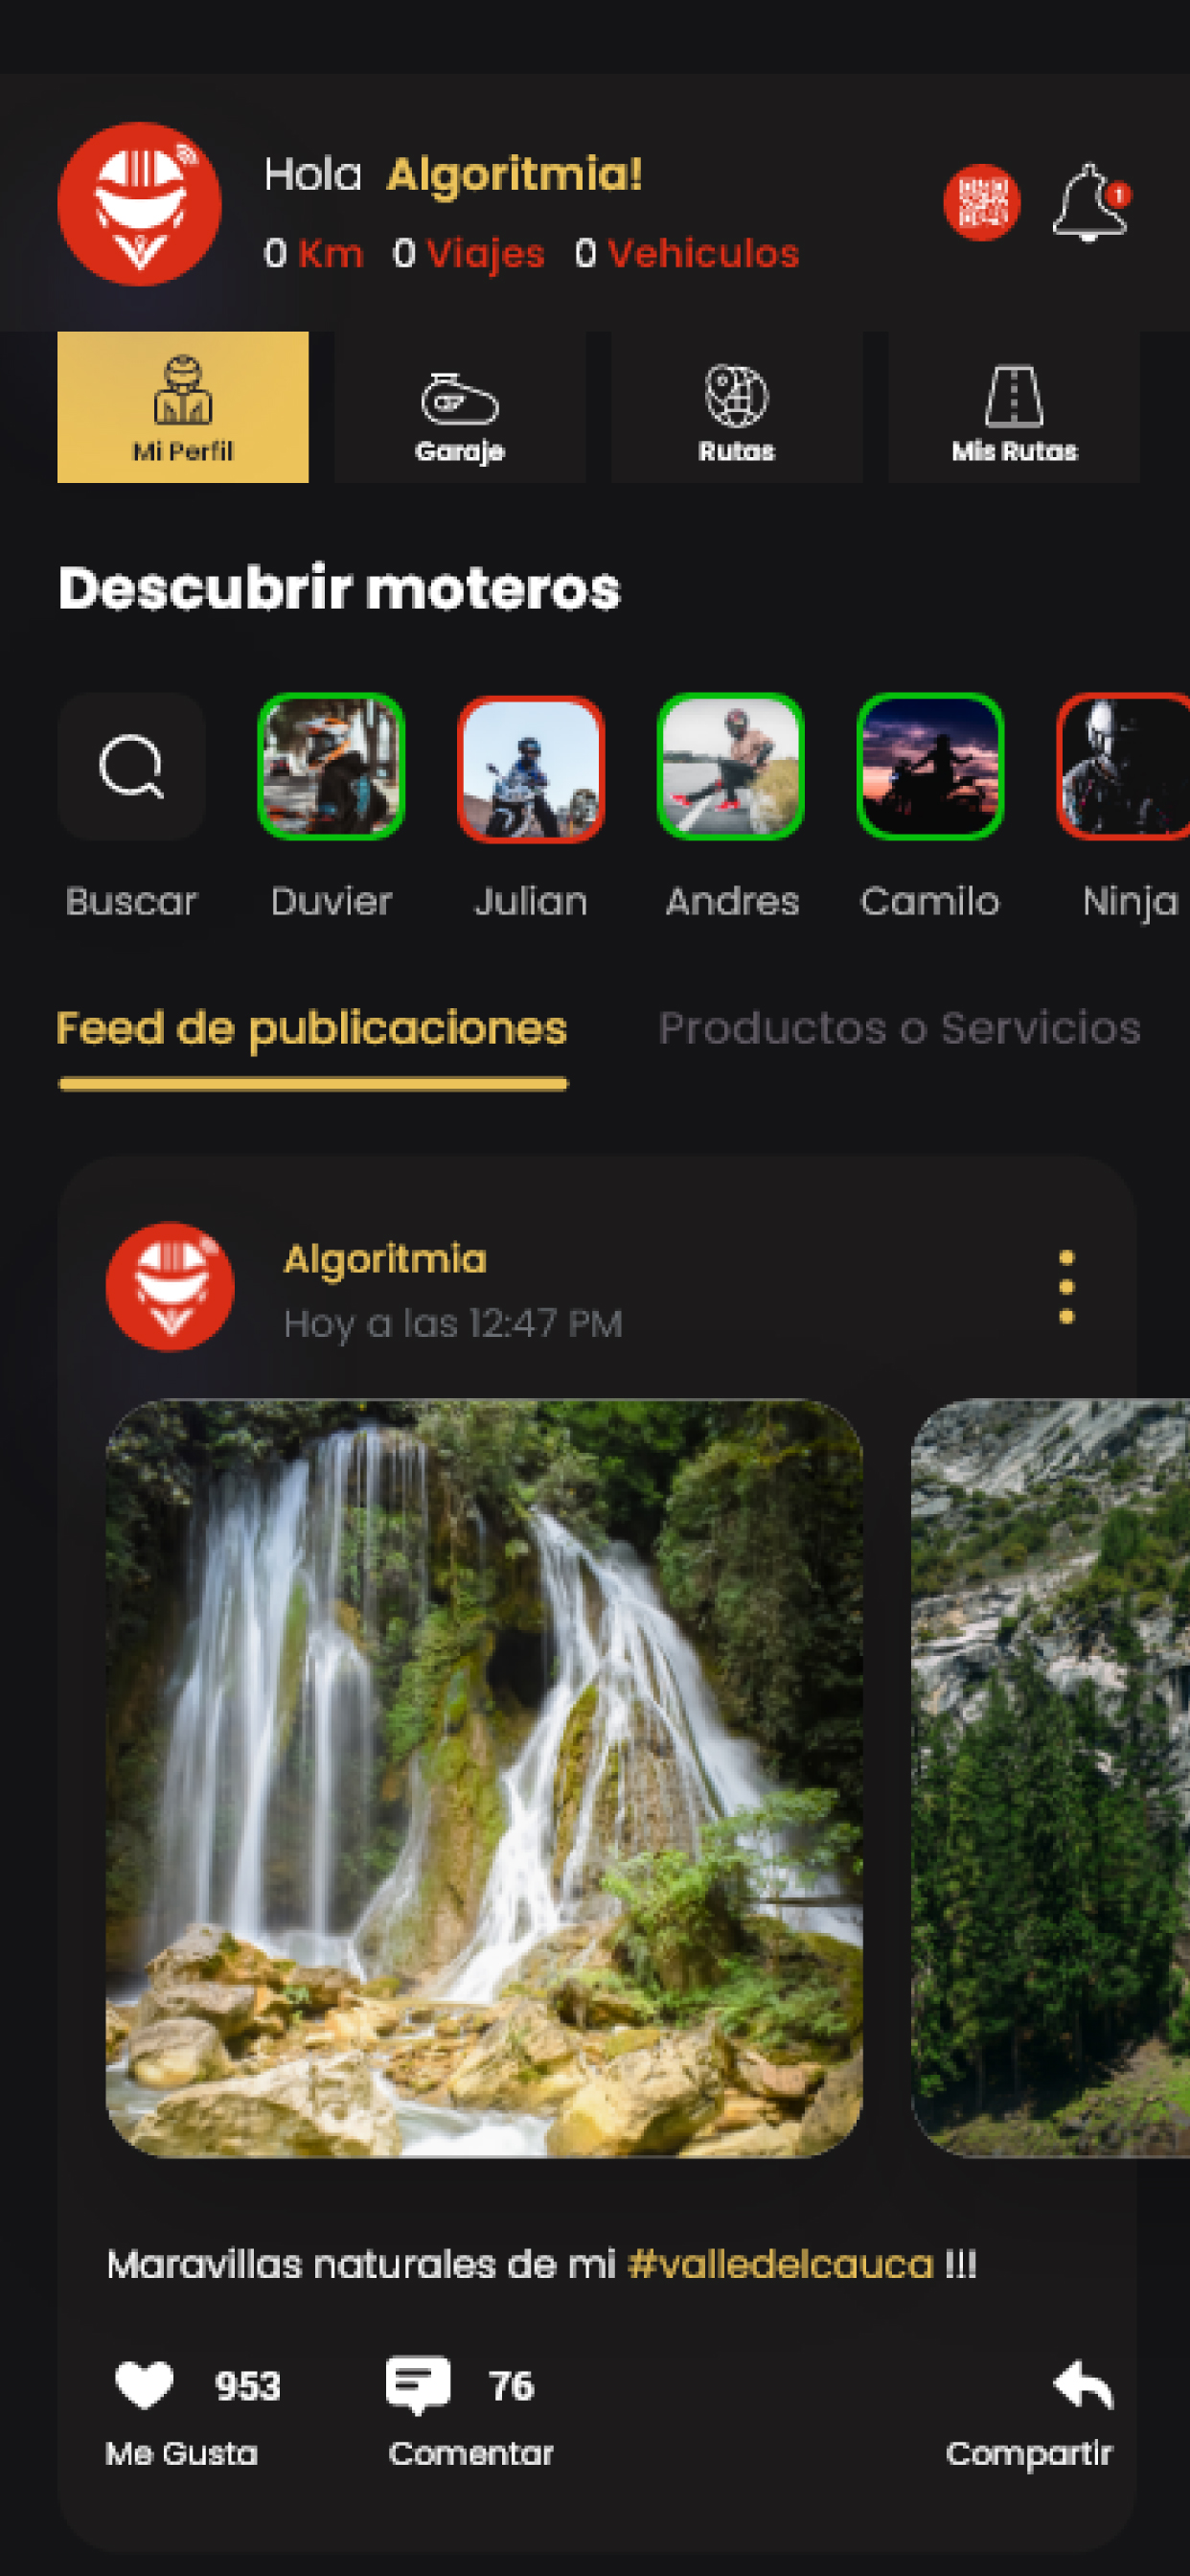 Hola Algoritmia!
0 Km 0 Viajes 0 Vehiculos
1
Mi Perfil
Garaje
Rutas
Mis Rutas
Descubrir moteros
Buscar
Duvier
Julian
Andres
Camilo
Ninja
Feed de publicaciones
Productos o Servicios
Algoritmia
Hoy a las 12:47 PM
Maravillas naturales de mi #valledelcauca !!!
953
76
Me Gusta
Comentar
Compartir